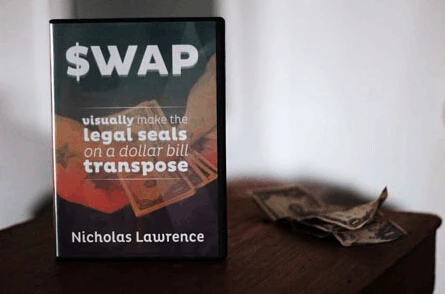 $WAP
visually make the
legal seals
on a dollar bill
transpose
Nicholas Lawrence